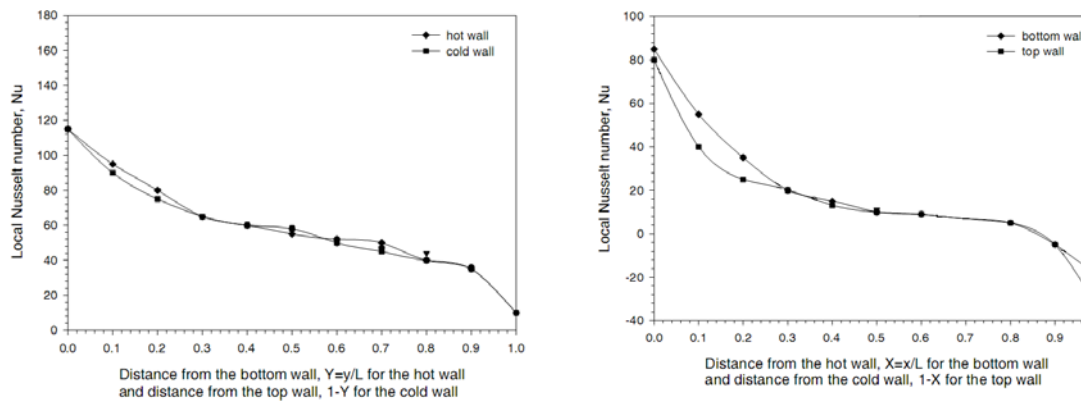 180
160
140
120
100
80
60
40
20
0
Local Nusselt number, Nu
hot wall
cold wall
0.0 0.1 0.2 0.3 0.4 0.5 0.6 0.7 0.8 0.9 1.0
Distance from the bottom wall, Y=y/L for the hot wall
and distance from the top wall, 1-Y for the cold wall
100
80
60
40
20
0
-20
-40
Local Nusselt number, Nu
bottom wall
top wall
0.0 0.1 0.2 0.3 0.4 0.5 0.6 0.7 0.8 0.9
Distance from the hot wall, X=x/L for the bottom wall
and distance from the cold wall, 1-X for the top wall